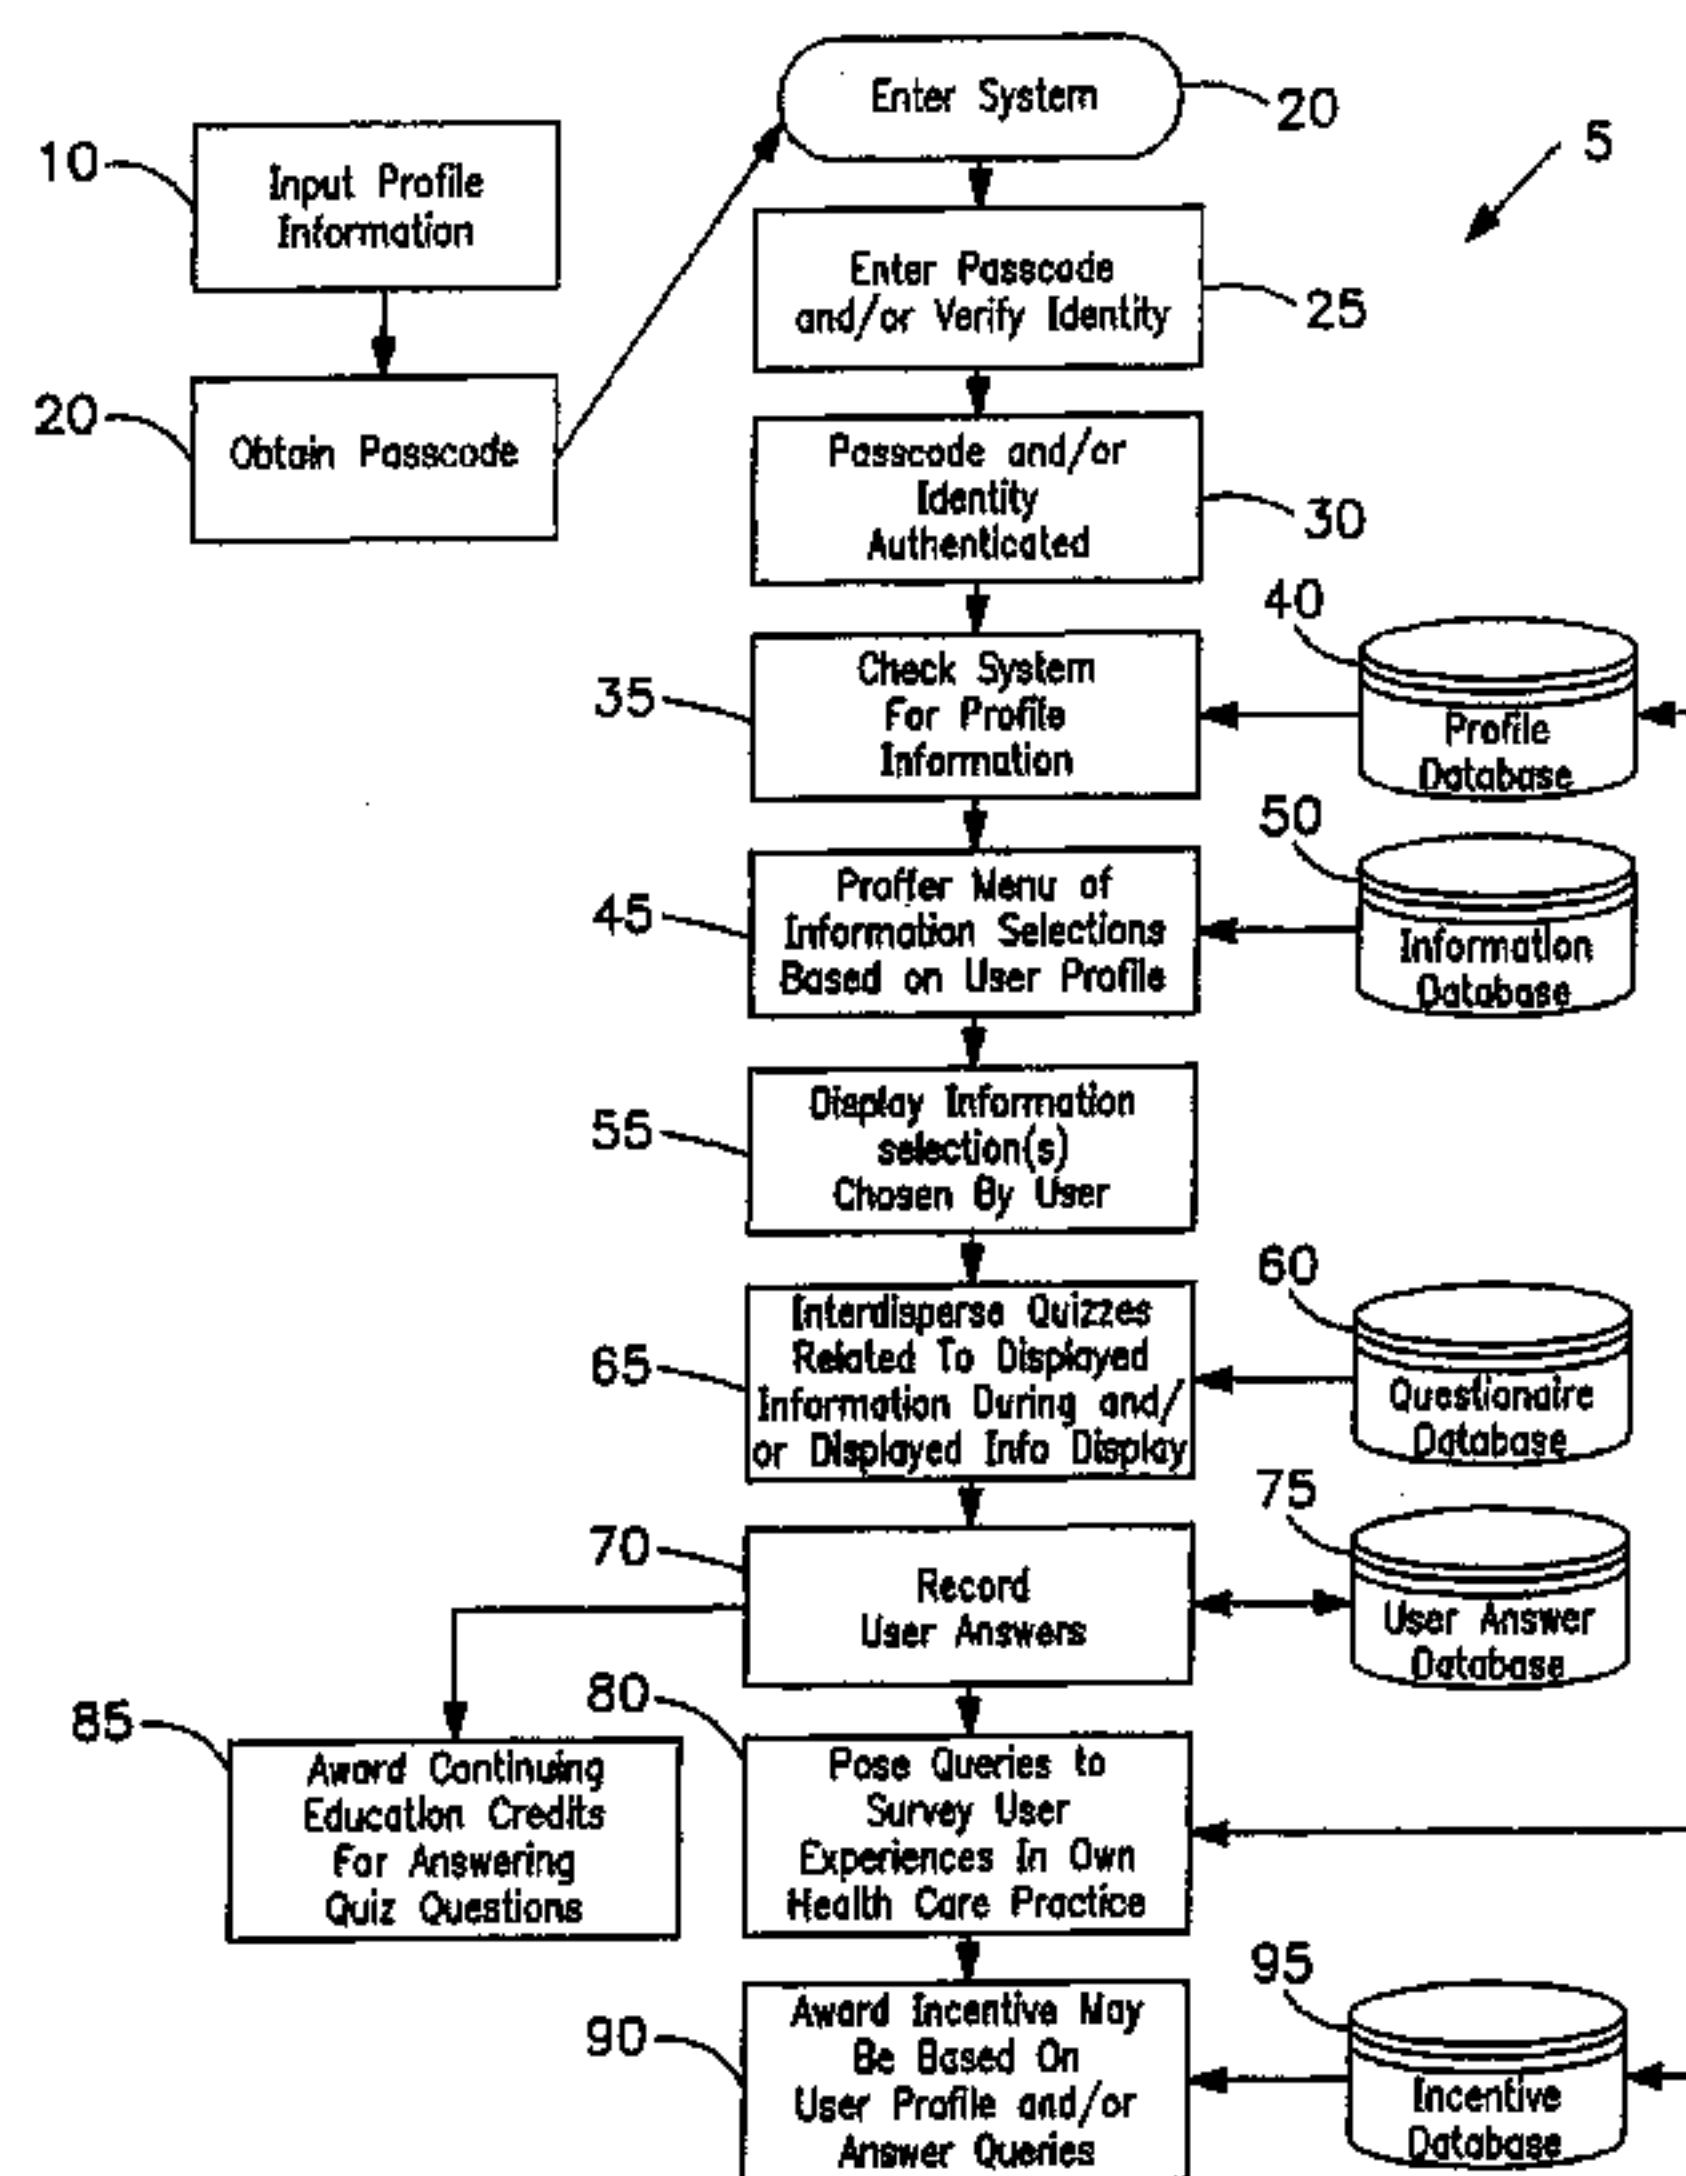 Enter System
20
5
10
Input Profile
Information
Enter Passcode
and/or Verify Identity
25
20
Obtain Passcode
Passcode and/or
Identity
Authenticated
30
40
35
Check System
For Profile
Information
Profile
Database
50
45
Proffer Menu of
Information Selections
Based on User Profile
Information
Database
55
Display Information
selection(s)
Chosen By User
60
65
Interdisperse Quizzes
Related To Displayed
Information During and/
or Displayed Info Display
Questionaire
Database
75
70
Record
User Answers
User Answer
Database
85
Award Continuing
Education Credits
For Answering
Quiz Questions
80
Pose Queries to
Survey User
Experiences In Own
Health Care Practice
95
90
Award Incentive May
Be Based On
User Profile and/or
Answer Queries
Incentive
Database